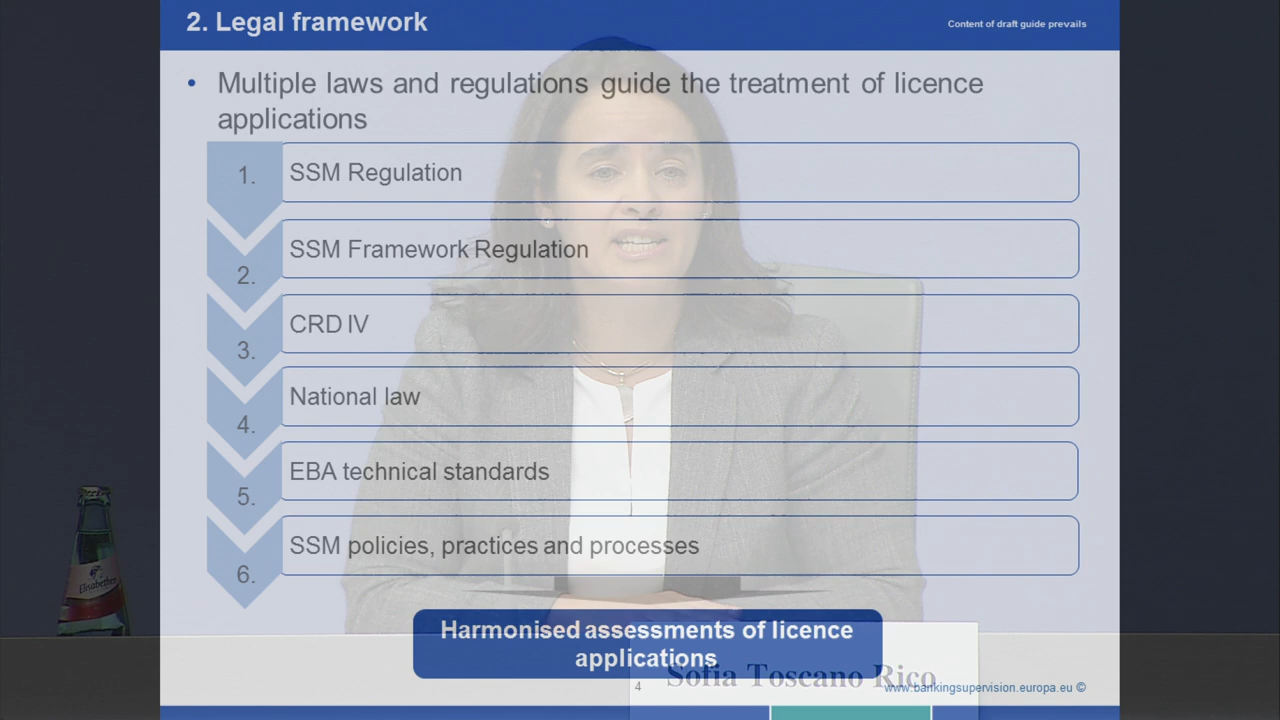 2. Legal framework
Content of draft guide prevails
• Multiple laws and regulations guide the treatment of licence
applications
1. SSM Regulation
2. SSM Framework Regulation
3. CRD IV
4. National law
5. EBA technical standards
6. SSM policies, practices and processes
Elisabethen
Harmonised assessments of licence
applications
Sofia Toscano Rico
4
www.bankingsupervision.europa.eu ©